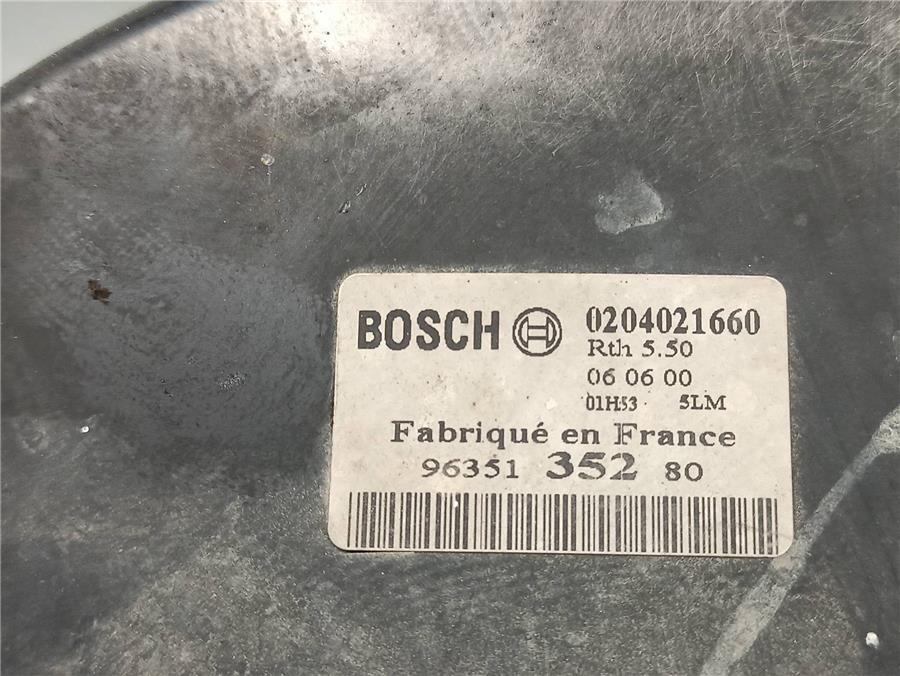 BOSCH 0204021660
Rth 5.50
06 06 00
01H53 5LM
Fabriqué en France
96351 352 80